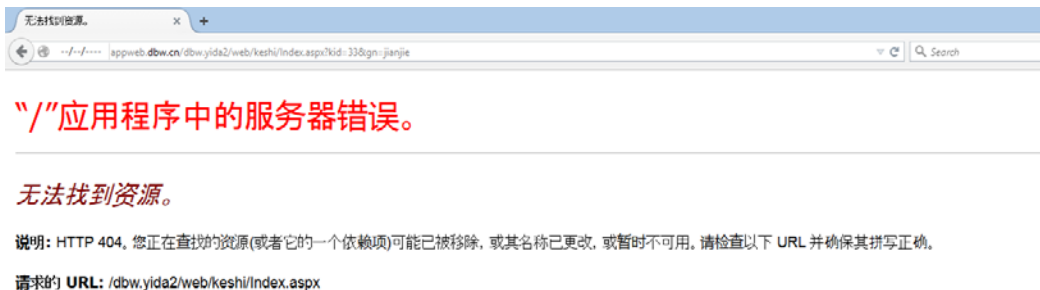 无法找到资源。 × +
--/--/---- appweb.dbw.cn/dbw.yida2/web/keshi/Index.aspx?kid=33&gn=jianjie Search
“/”应用程序中的服务器错误。
无法找到资源。
说明: HTTP 404。您正在查找的资源(或者它的一个依赖项)可能已被移除，或其名称已更改，或暂时不可用。请检查以下 URL 并确保其拼写正确。
请求的 URL: /dbw.yida2/web/keshi/Index.aspx